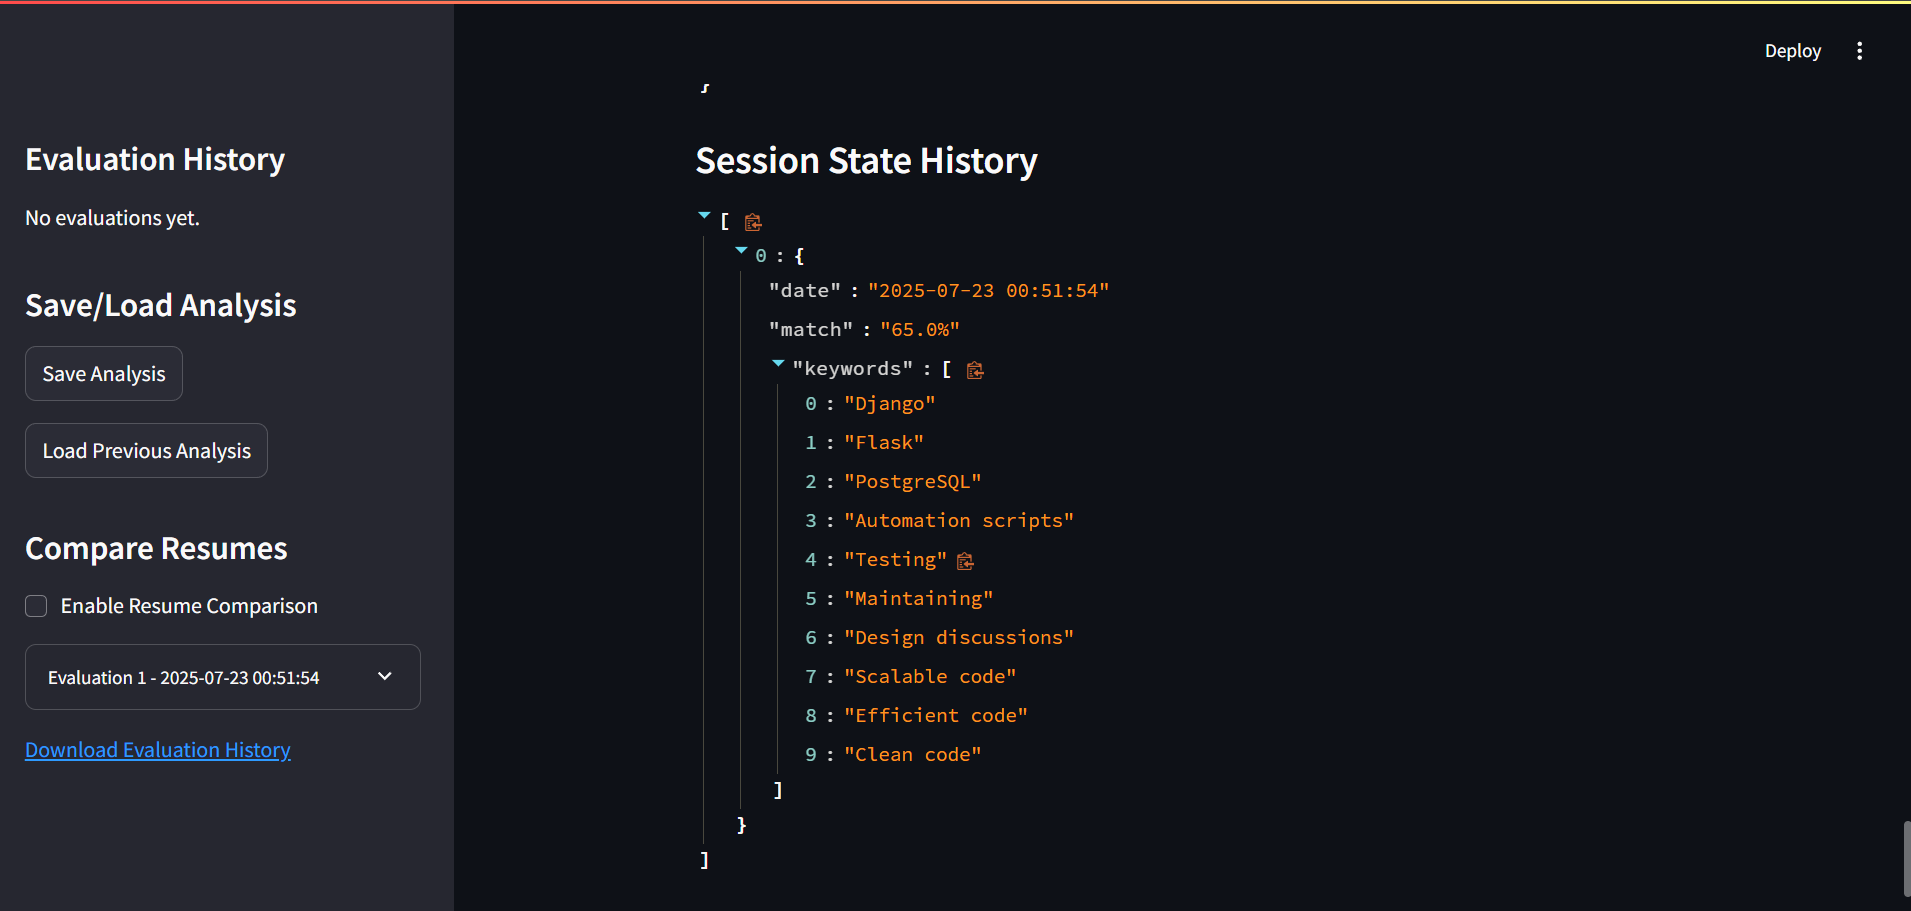 Deploy
Evaluation History
No evaluations yet.
Save/Load Analysis
Save Analysis
Load Previous Analysis
Compare Resumes
Enable Resume Comparison
Evaluation 1 - 2025-07-23 00:51:54
Download Evaluation History
}
Session State History
[
0 : {
"date" : "2025-07-23 00:51:54"
"match" : "65.0%"
"keywords" : [
0 : "Django"
1 : "Flask"
2 : "PostgreSQL"
3 : "Automation scripts"
4 : "Testing"
5 : "Maintaining"
6 : "Design discussions"
7 : "Scalable code"
8 : "Efficient code"
9 : "Clean code"
]
}
]